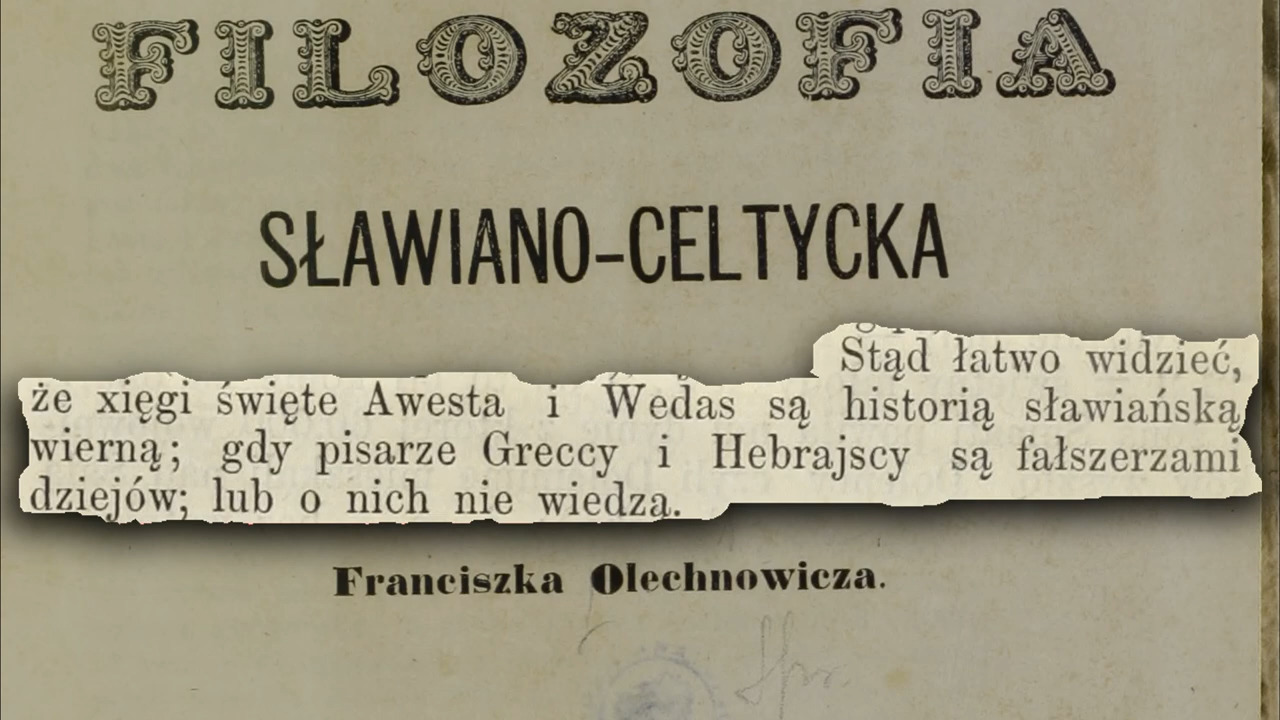 FILOZOFIA
SŁAWIANO-CELTYCKA
Stąd łatwo widzieć,
że xięgi święte Awesta i Wedas są historią sławiańską
wierną; gdy pisarze Greccy i Hebrajscy są fałszerzami
dziejów; lub o nich nie wiedzą.
Franciszka Olechnowicza.